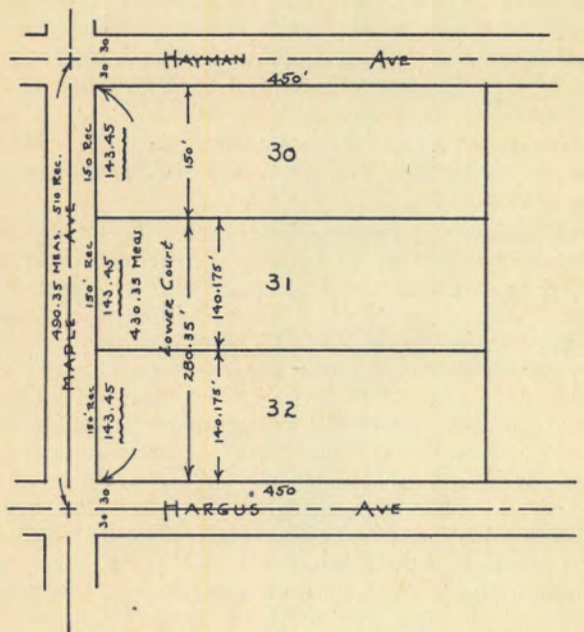 30 30
HAYMAN AVE
450'
490.35 MEAS. 510 Rec.
MAPLE AVE
150 Rec
143.45
150'
30
150' Rec
143.45
430.35 Meas
Lower Court
280.35'
140.175'
31
150' Rec
143.45
140.175'
32
450
30 30
HARGUS AVE